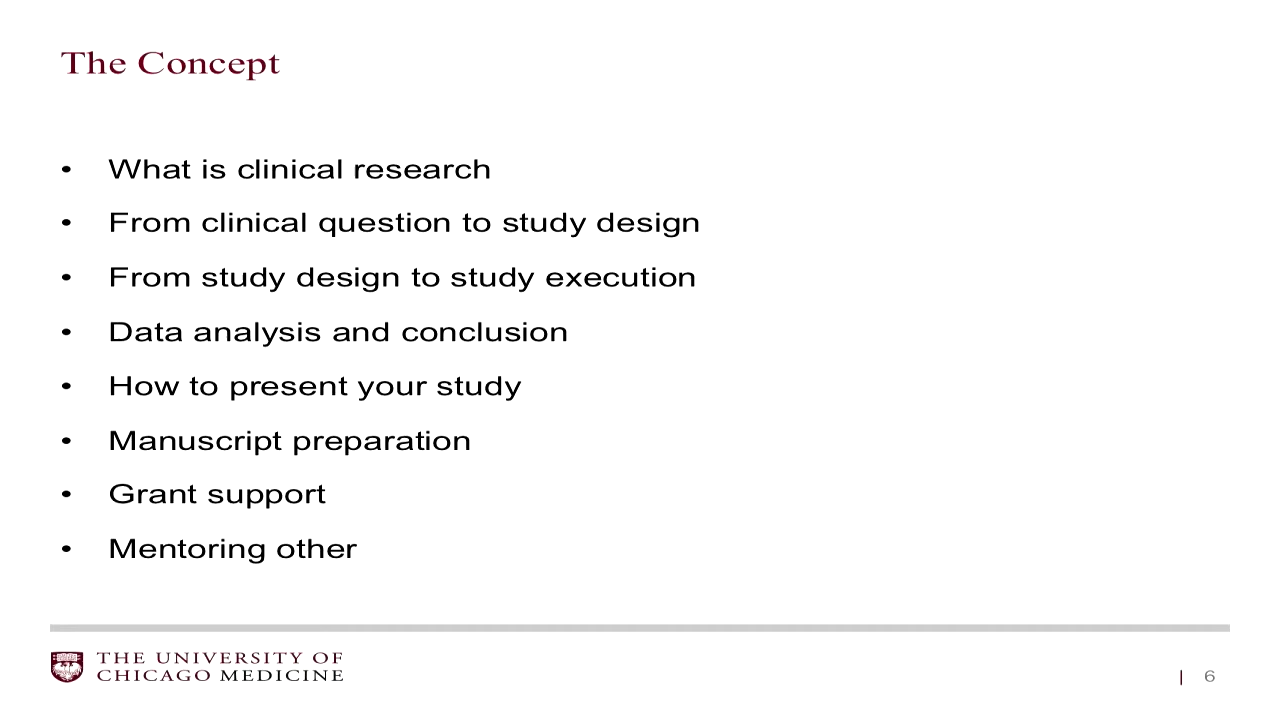 The Concept
• What is clinical research
• From clinical question to study design
• From study design to study execution
• Data analysis and conclusion
• How to present your study
• Manuscript preparation
• Grant support
• Mentoring other
THE UNIVERSITY OF
CHICAGO MEDICINE
| 6